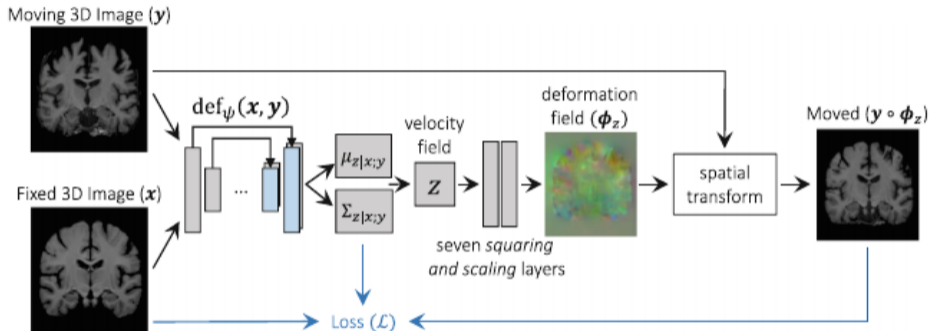 Moving 3D Image (y)
def_ψ(x, y)
μ_z|x;y
Σ_z|x;y
velocity
field
z
seven squaring
and scaling layers
deformation
field (ϕ_z)
spatial
transform
Moved (y ∘ ϕ_z)
Fixed 3D Image (x)
...
Loss (ℒ)